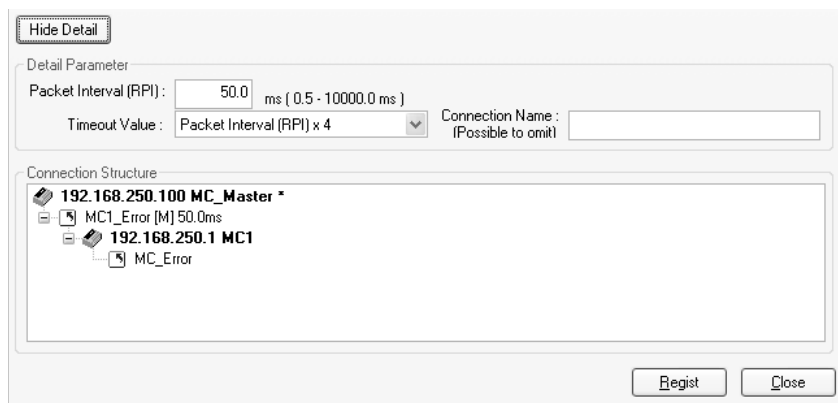 Hide Detail
Detail Parameter
Packet Interval (RPI) : 50.0 ms ( 0.5 - 10000.0 ms )
Timeout Value : Packet Interval (RPI) x 4 Connection Name :
(Possible to omit)
Connection Structure
192.168.250.100 MC_Master *
MC1_Error [M] 50.0ms
192.168.250.1 MC1
MC_Error
Regist Close